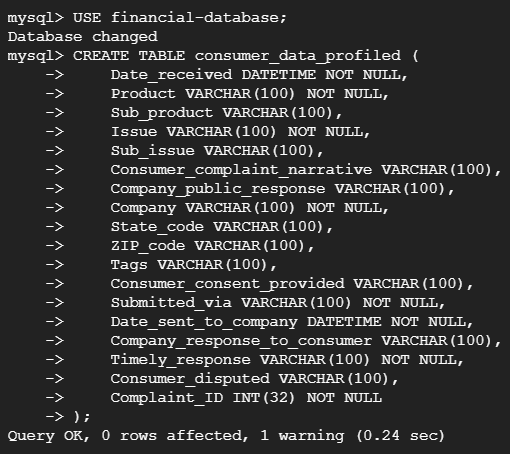 mysql> USE financial-database;
Database changed
mysql> CREATE TABLE consumer_data_profiled (
    ->     Date_received DATETIME NOT NULL,
    ->     Product VARCHAR(100) NOT NULL,
    ->     Sub_product VARCHAR(100),
    ->     Issue VARCHAR(100) NOT NULL,
    ->     Sub_issue VARCHAR(100),
    ->     Consumer_complaint_narrative VARCHAR(100),
    ->     Company_public_response VARCHAR(100),
    ->     Company VARCHAR(100) NOT NULL,
    ->     State_code VARCHAR(100),
    ->     ZIP_code VARCHAR(100),
    ->     Tags VARCHAR(100),
    ->     Consumer_consent_provided VARCHAR(100),
    ->     Submitted_via VARCHAR(100) NOT NULL,
    ->     Date_sent_to_company DATETIME NOT NULL,
    ->     Company_response_to_consumer VARCHAR(100),
    ->     Timely_response VARCHAR(100) NOT NULL,
    ->     Consumer_disputed VARCHAR(100),
    ->     Complaint_ID INT(32) NOT NULL
    -> );
Query OK, 0 rows affected, 1 warning (0.24 sec)